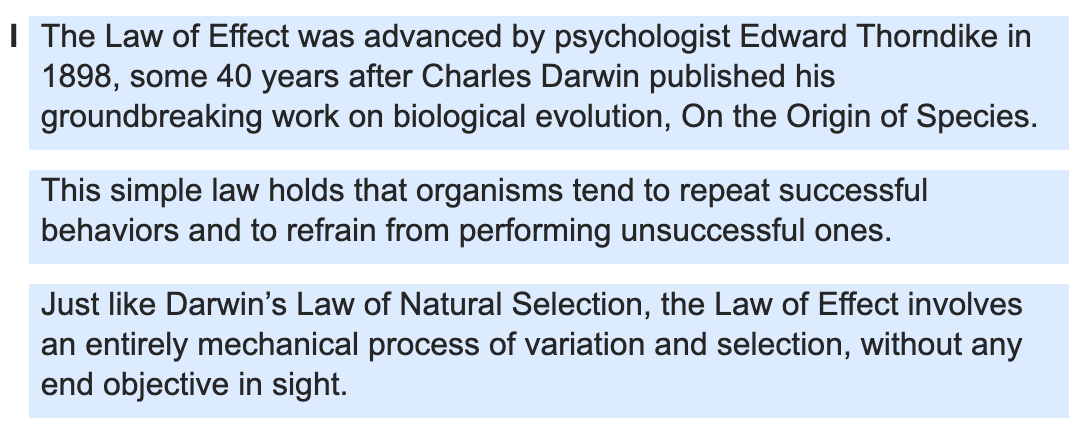 I The Law of Effect was advanced by psychologist Edward Thorndike in
1898, some 40 years after Charles Darwin published his
groundbreaking work on biological evolution, On the Origin of Species.
This simple law holds that organisms tend to repeat successful
behaviors and to refrain from performing unsuccessful ones.
Just like Darwin’s Law of Natural Selection, the Law of Effect involves
an entirely mechanical process of variation and selection, without any
end objective in sight.